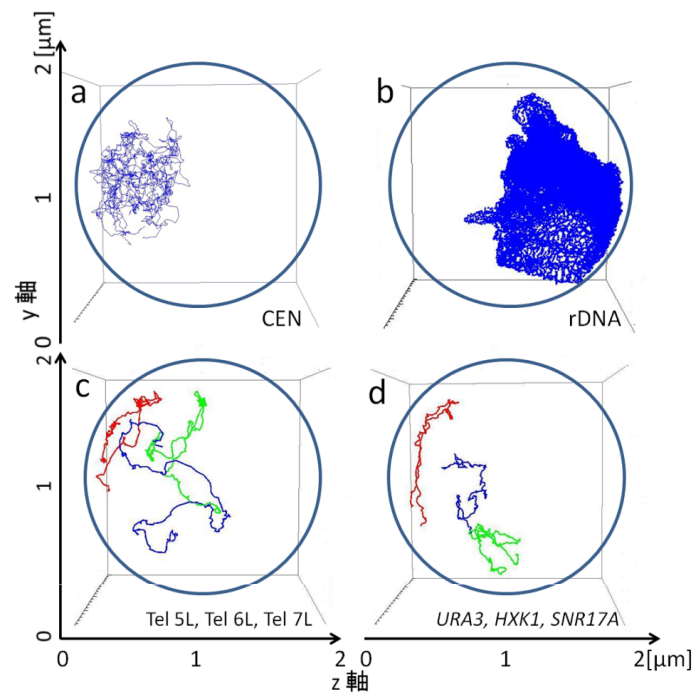 2 [μm]
a
b
1
CEN
rDNA
0
y 軸
2
c
d
1
Tel 5L, Tel 6L, Tel 7L
URA3, HXK1, SNR17A
0
0
1
2
0
1
2[μm]
z 軸